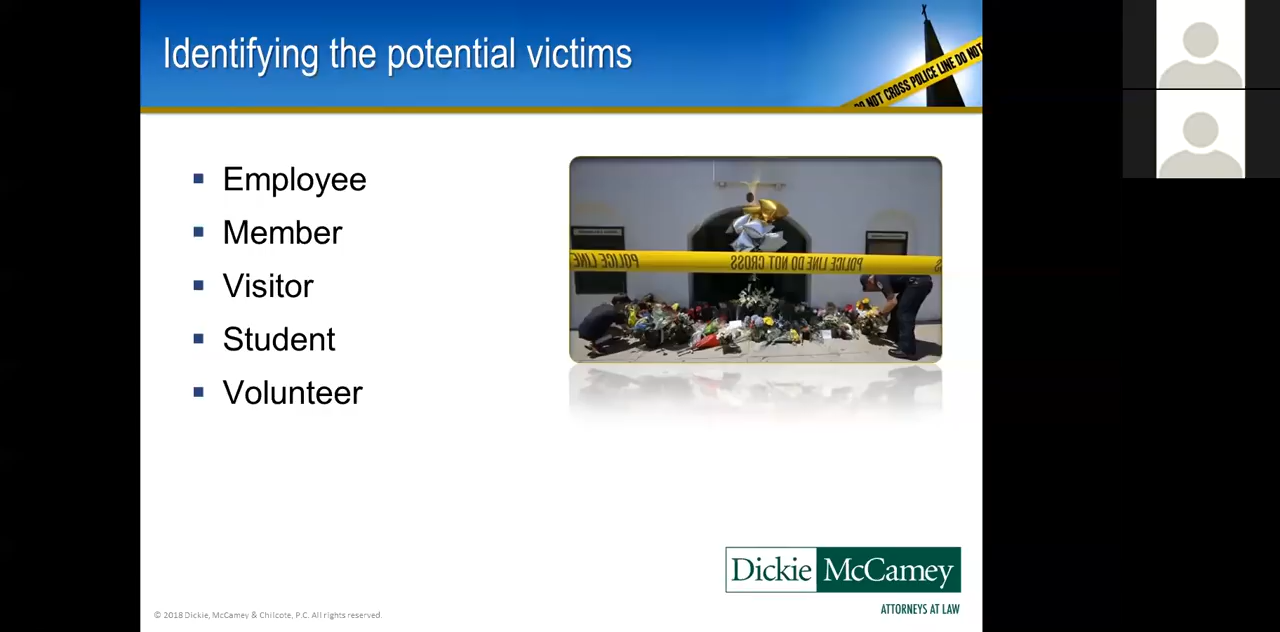 Identifying the potential victims
DO NOT CROSS POLICE LINE DO NOT
Employee
Member
Visitor
Student
Volunteer
POLICE LINE
POLICE LINE DO NOT CROSS
Dickie McCamey
ATTORNEYS AT LAW
© 2018 Dickie, McCamey & Chilcote, P.C. All rights reserved.